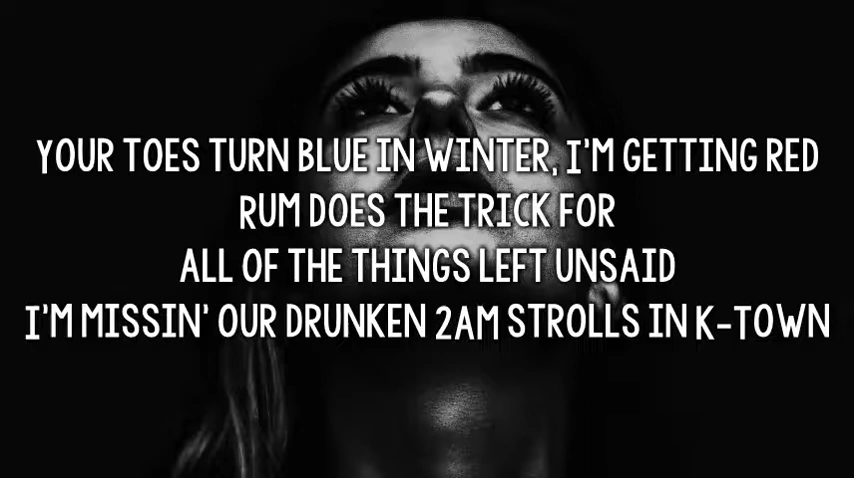 YOUR TOES TURN BLUE IN WINTER, I'M GETTING RED
RUM DOES THE TRICK FOR
ALL OF THE THINGS LEFT UNSAID
I'M MISSIN' OUR DRUNKEN 2AM STROLLS IN K-TOWN